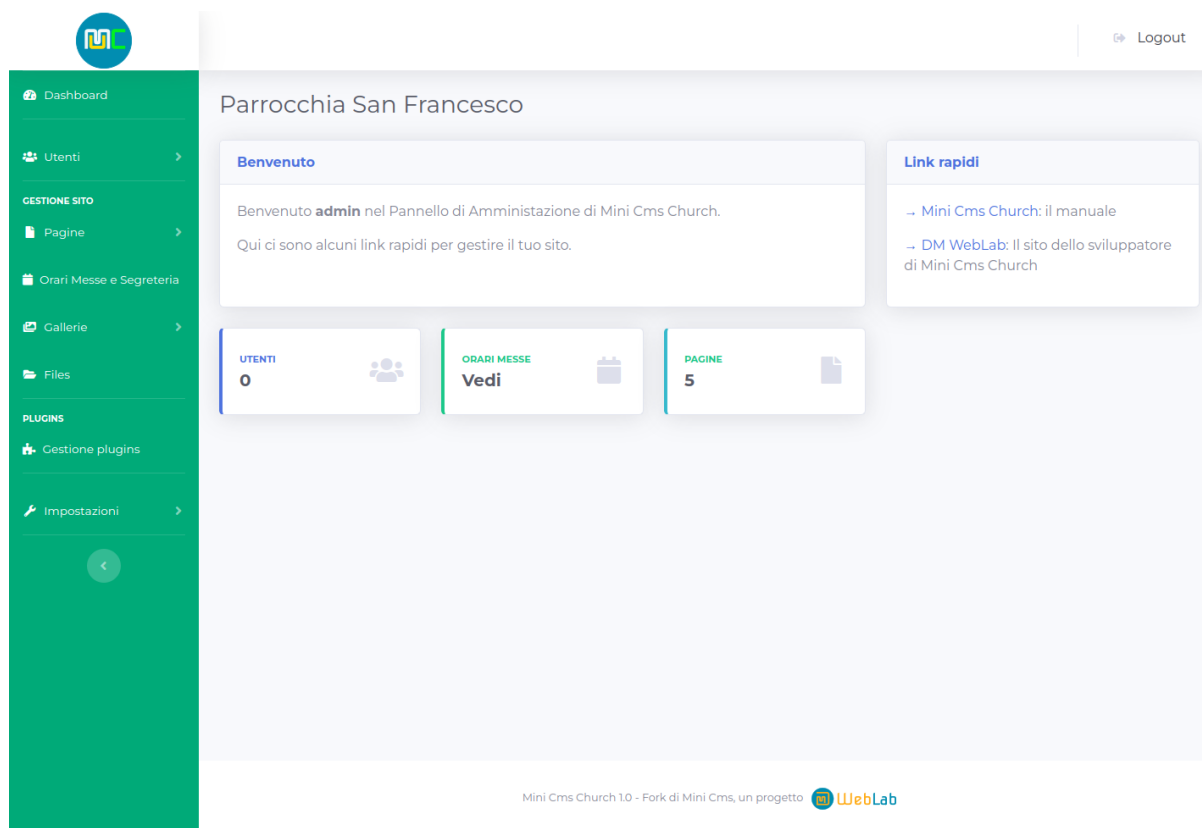 MC
Logout
Dashboard
Utenti
GESTIONE SITO
Pagine
Orari Messe e Segreteria
Gallerie
Files
PLUGINS
Gestione plugins
Impostazioni
Parrocchia San Francesco
Benvenuto
Benvenuto admin nel Pannello di Amministazione di Mini Cms Church.
Qui ci sono alcuni link rapidi per gestire il tuo sito.
Link rapidi
→ Mini Cms Church: il manuale
→ DM WebLab: Il sito dello sviluppatore
di Mini Cms Church
UTENTI
0
ORARI MESSE
Vedi
PAGINE
5
Mini Cms Church 1.0 - Fork di Mini Cms, un progetto WebLab